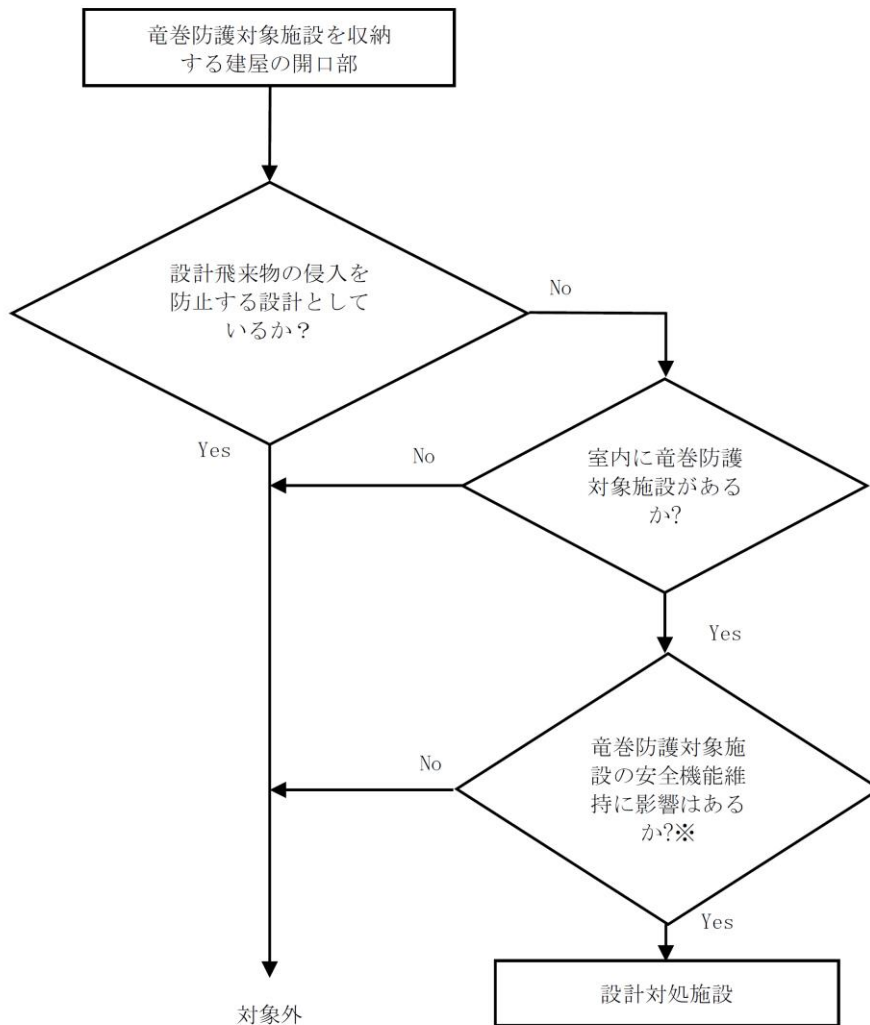 竜巻防護対象施設を収納
する建屋の開口部
設計飛来物の侵入を
防止する設計として
いるか？
No
Yes
No
室内に竜巻防護
対象施設がある
か?
Yes
竜巻防護対象施
設の安全機能維
持に影響はある
か?※
No
Yes
設計対処施設
対象外